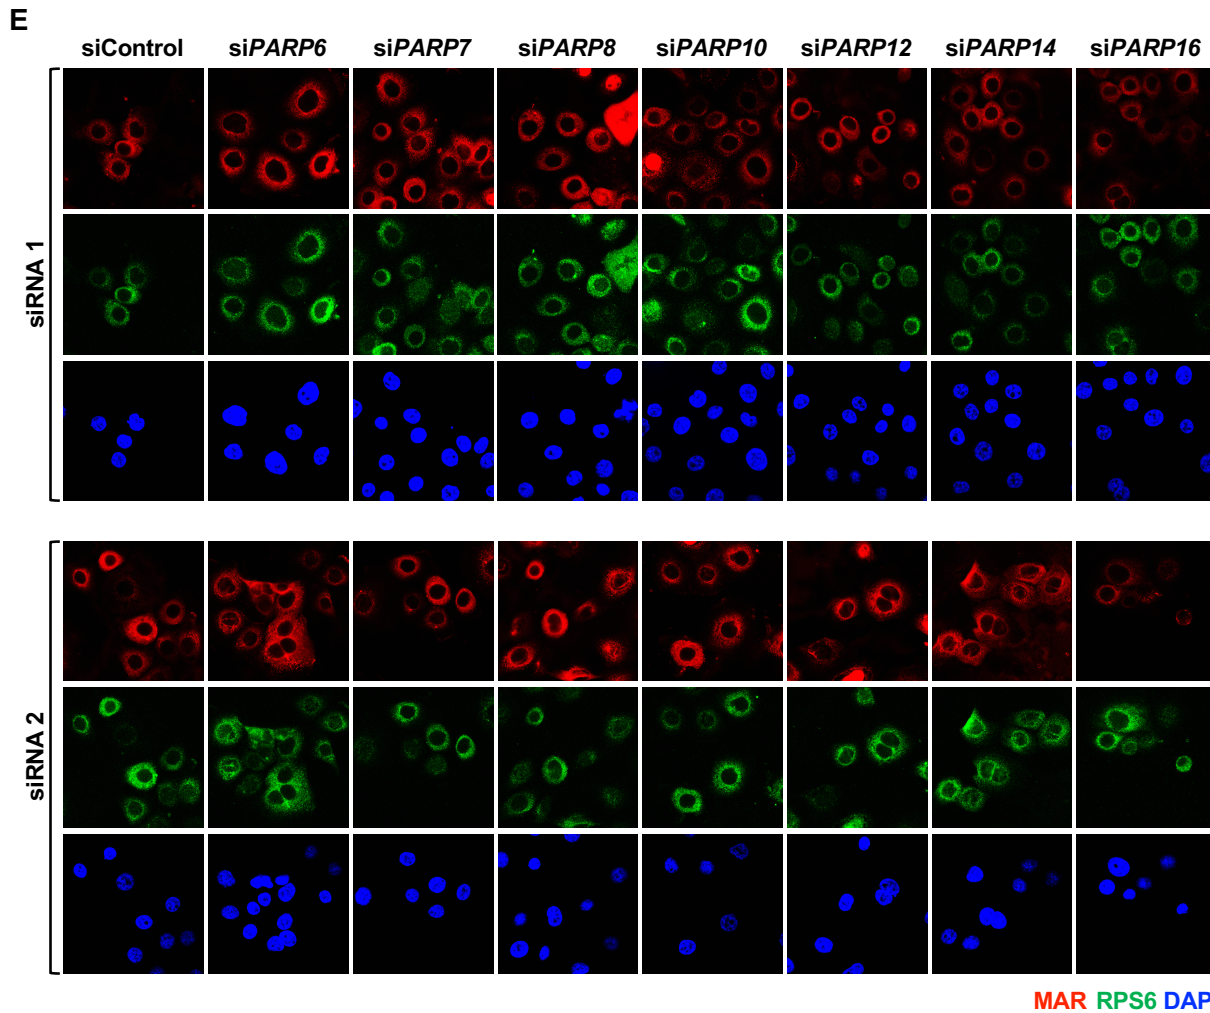 E
siControl siPARP6 siPARP7 siPARP8 siPARP10 siPARP12 siPARP14 siPARP16
siRNA 1
siRNA 2
MAR RPS6 DAP